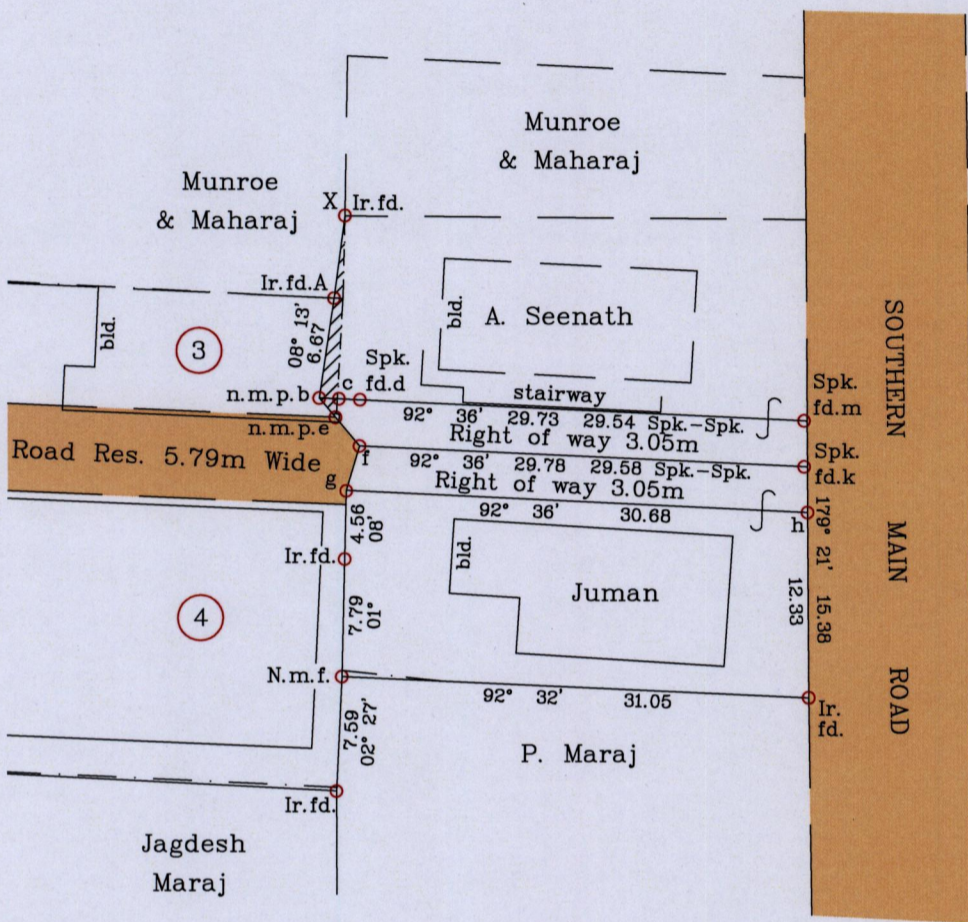 Munroe
& Maharaj
Munroe
& Maharaj
X Ir.fd.
Ir.fd.A
08° 13'
6.67
bld.
3
bld.
A. Seenath
Spk.
fd.d
n.m.p.b
c
stairway
Spk.
fd.m
92° 36' 29.73 29.54 Spk.-Spk.
n.m.p.e
Right of way 3.05m
f
Road Res. 5.79m Wide
92° 36' 29.78 29.58 Spk.-Spk.
Spk.
fd.k
g
Right of way 3.05m
92° 36' 30.68
h
4.56
08'
Ir.fd.
7.79
01°
bld.
Juman
4
179° 21' 15.38
12.33
N.m.f.
92° 32' 31.05
Ir.
fd.
7.59
02° 27'
P. Maraj
Ir.fd.
Jagdesh
Maraj
SOUTHERN MAIN ROAD